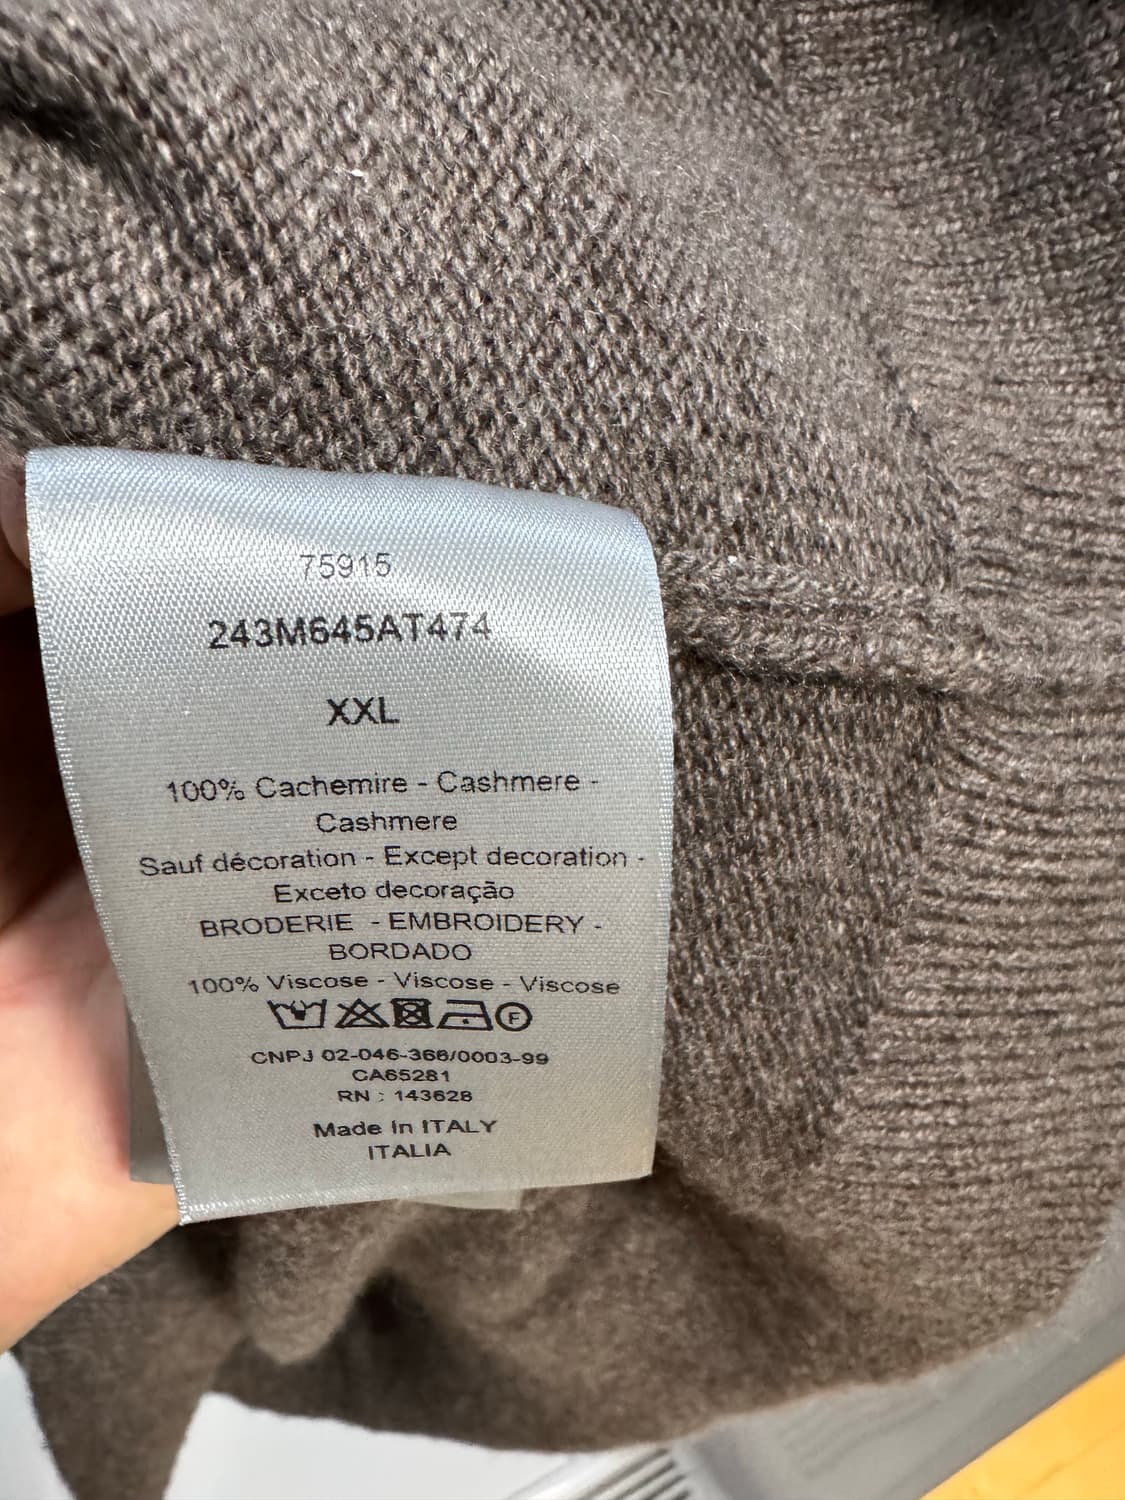 75915
243M645AT474
XXL
100% Cachemire - Cashmere -
Cashmere
Sauf décoration - Except decoration -
Exceto decoração
BRODERIE - EMBROIDERY -
BORDADO
100% Viscose - Viscose - Viscose
F
CNPJ 02-046-368/0003-99
CA65281
RN : 143628
Made In ITALY
ITALIA